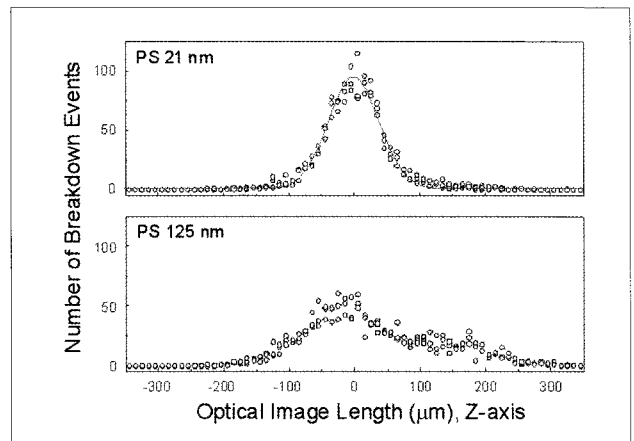 PS 21 nm
100
50
0
PS 125 nm
100
50
0
-300 -200 -100 0 100 200 300
Number of Breakdown Events
Optical Image Length (μm), Z-axis